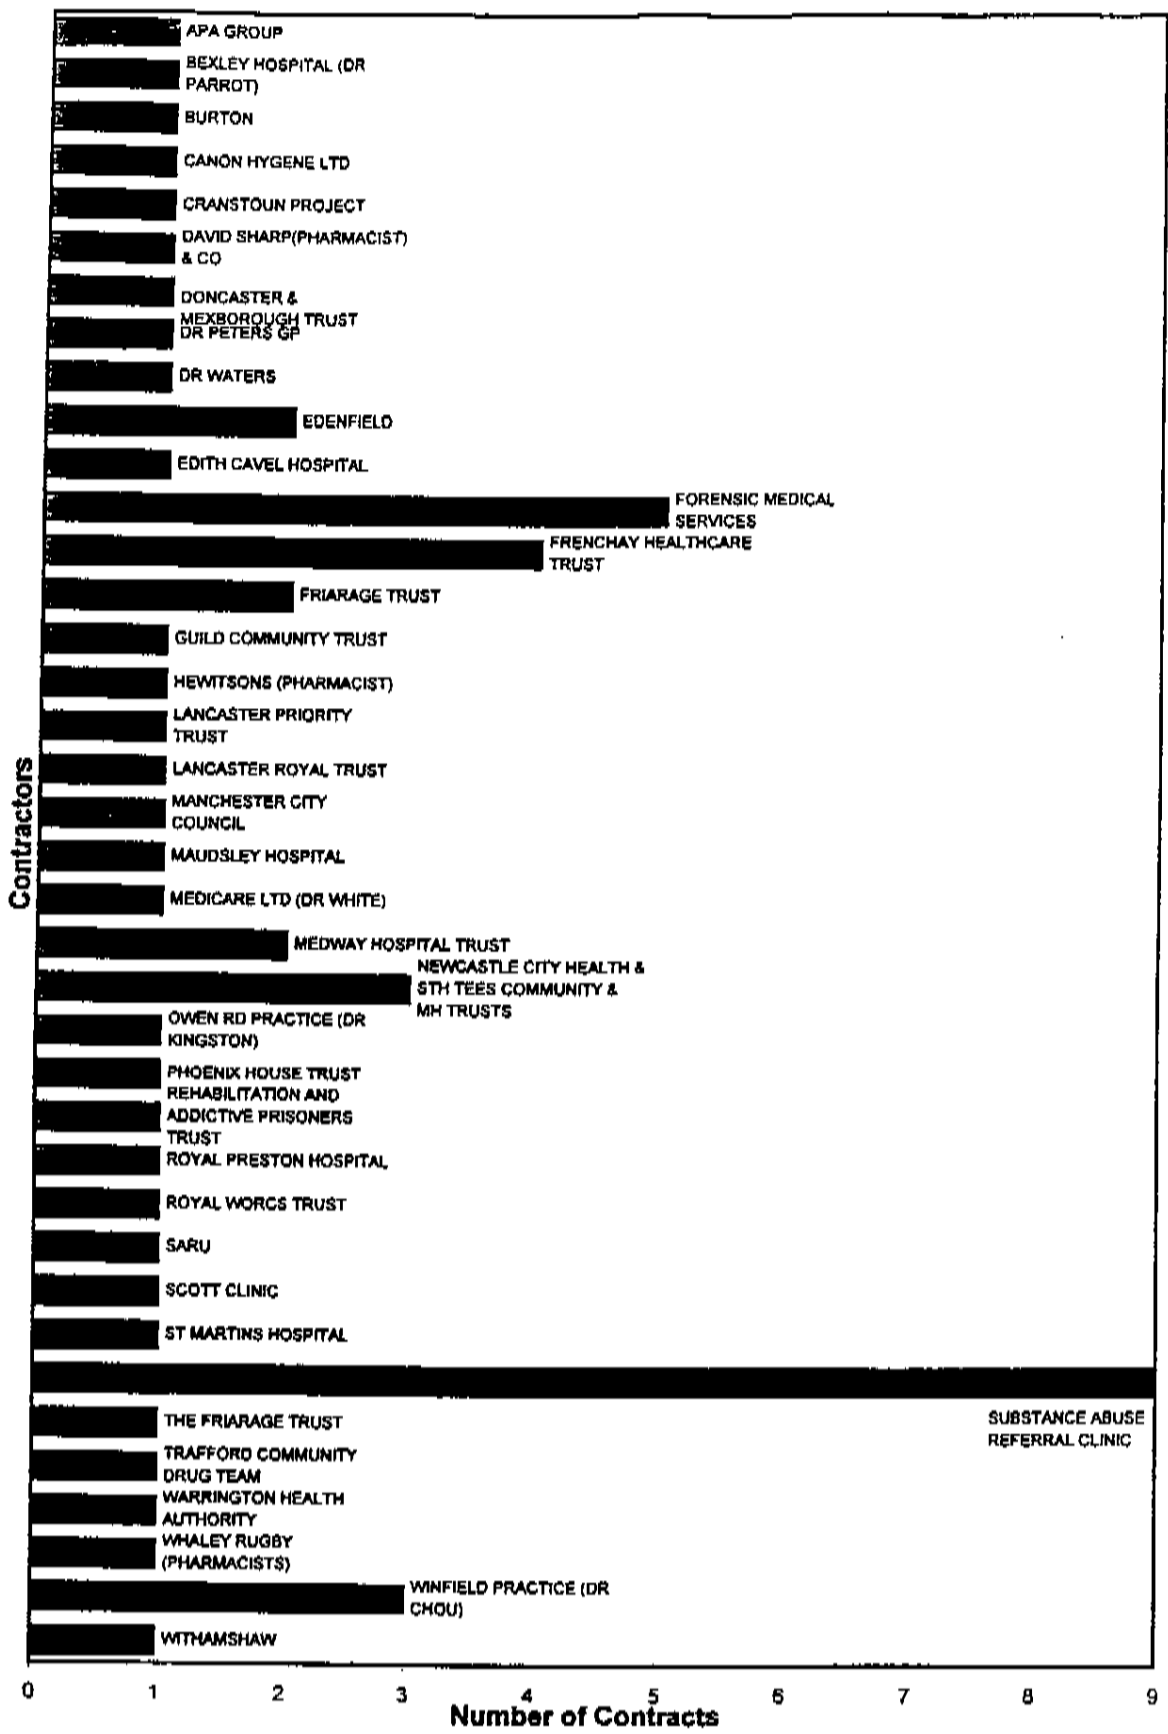 APA GROUP
BEXLEY HOSPITAL (DR
PARROT)
BURTON
CANON HYGENE LTD
CRANSTOUN PROJECT
DAVID SHARP(PHARMACIST)
& CO
DONCASTER &
MEXBOROUGH TRUST
DR PETERS GP
DR WATERS
EDENFIELD
EDITH CAVEL HOSPITAL
FORENSIC MEDICAL
SERVICES
FRENCHAY HEALTHCARE
TRUST
FRIARAGE TRUST
GUILD COMMUNITY TRUST
HEWITSONS (PHARMACIST)
LANCASTER PRIORITY
TRUST
LANCASTER ROYAL TRUST
MANCHESTER CITY
COUNCIL
MAUDSLEY HOSPITAL
MEDICARE LTD (DR WHITE)
MEDWAY HOSPITAL TRUST
NEWCASTLE CITY HEALTH &
STH TEES COMMUNITY &
MH TRUSTS
OWEN RD PRACTICE (DR
KINGSTON)
PHOENIX HOUSE TRUST
REHABILITATION AND
ADDICTIVE PRISONERS
TRUST
ROYAL PRESTON HOSPITAL
ROYAL WORCS TRUST
SARU
SCOTT CLINIC
ST MARTINS HOSPITAL
SUBSTANCE ABUSE
REFERRAL CLINIC
THE FRIARAGE TRUST
TRAFFORD COMMUNITY
DRUG TEAM
WARRINGTON HEALTH
AUTHORITY
WHALEY RUGBY
(PHARMACISTS)
WINFIELD PRACTICE (DR
CHOU)
WITHAMSHAW
Contractors
0 1 2 3 4 5 6 7 8 9
Number of Contracts